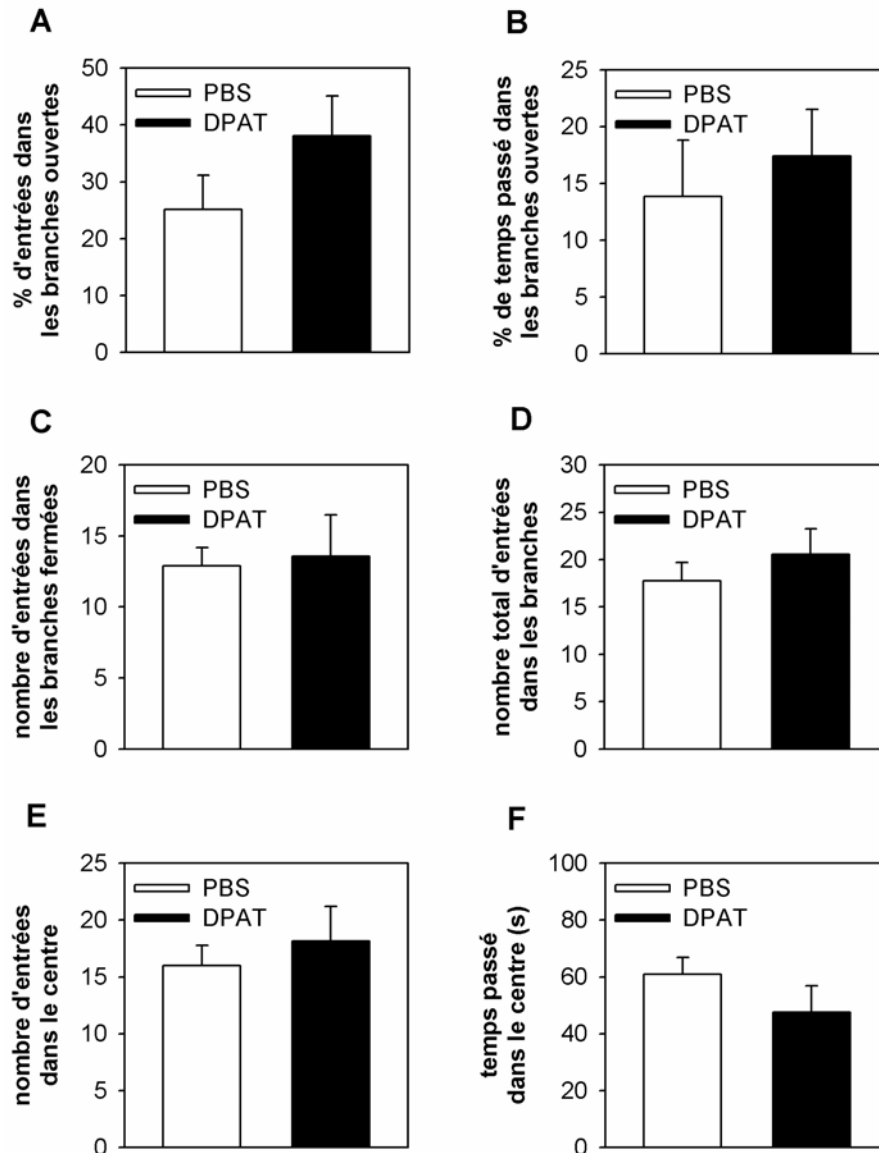 A
% d'entrées dans
les branches ouvertes
50
40
30
20
10
0
PBS
DPAT
B
% de temps passé dans
les branches ouvertes
25
20
15
10
5
0
PBS
DPAT
C
nombre d'entrées dans
les branches fermées
20
15
10
5
0
PBS
DPAT
D
nombre total d'entrées
dans les branches
30
25
20
15
10
5
0
PBS
DPAT
E
nombre d'entrées
dans le centre
25
20
15
10
5
0
PBS
DPAT
F
temps passé
dans le centre (s)
100
80
60
40
20
0
PBS
DPAT